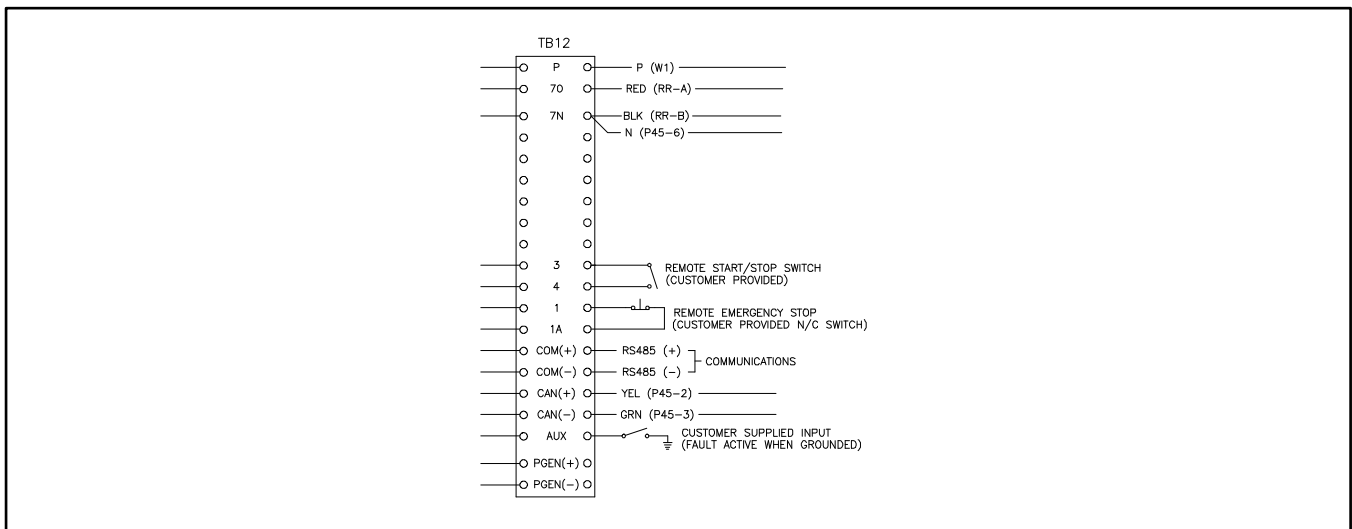 TB12
P P (W1)
70 RED (RR-A)
7N BLK (RR-B)
N (P45-6)
3 REMOTE START/STOP SWITCH
4 (CUSTOMER PROVIDED)
1 REMOTE EMERGENCY STOP
(CUSTOMER PROVIDED N/C SWITCH)
1A
COM(+) RS485 (+)
COMMUNICATIONS
COM(-) RS485 (-)
CAN(+) YEL (P45-2)
CAN(-) GRN (P45-3)
AUX CUSTOMER SUPPLIED INPUT
(FAULT ACTIVE WHEN GROUNDED)
PGEN(+)
PGEN(-)